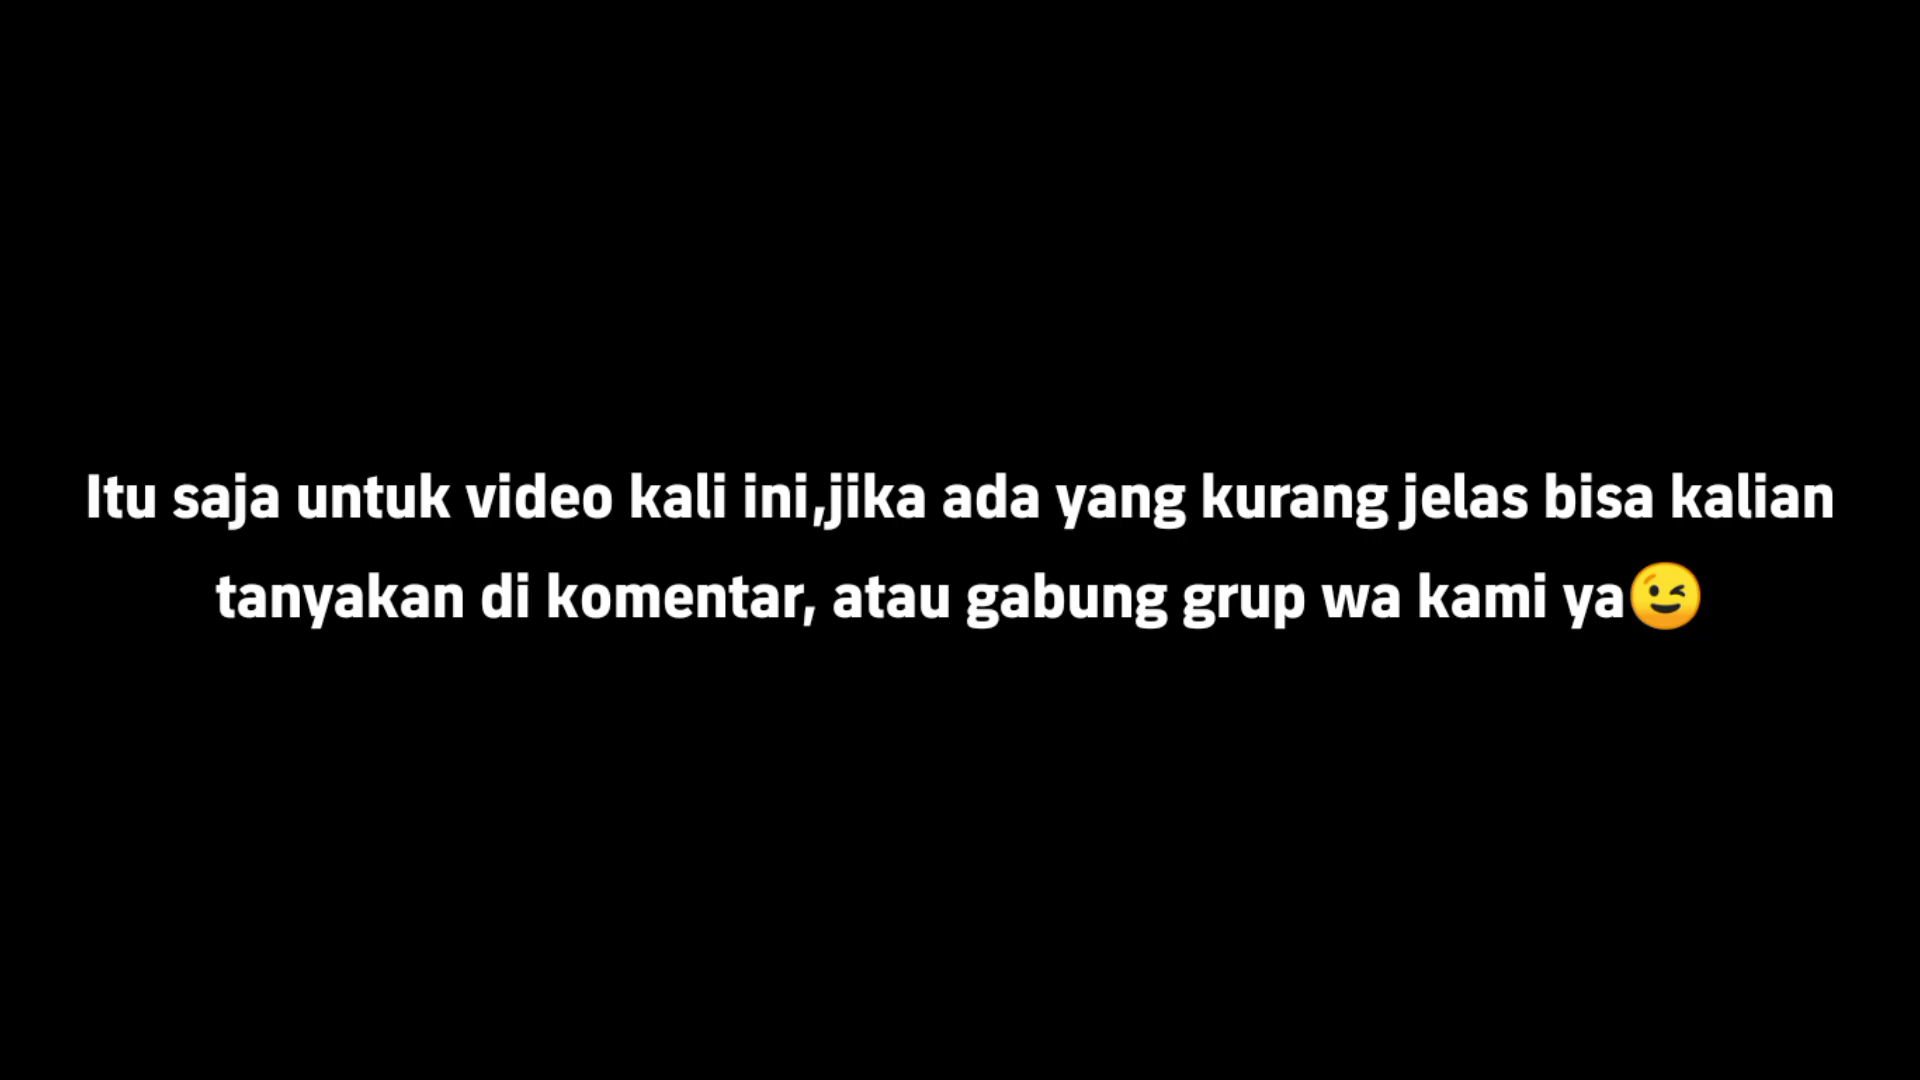 Itu saja untuk video kali ini,jika ada yang kurang jelas bisa kalian
tanyakan di komentar, atau gabung grup wa kami ya😉